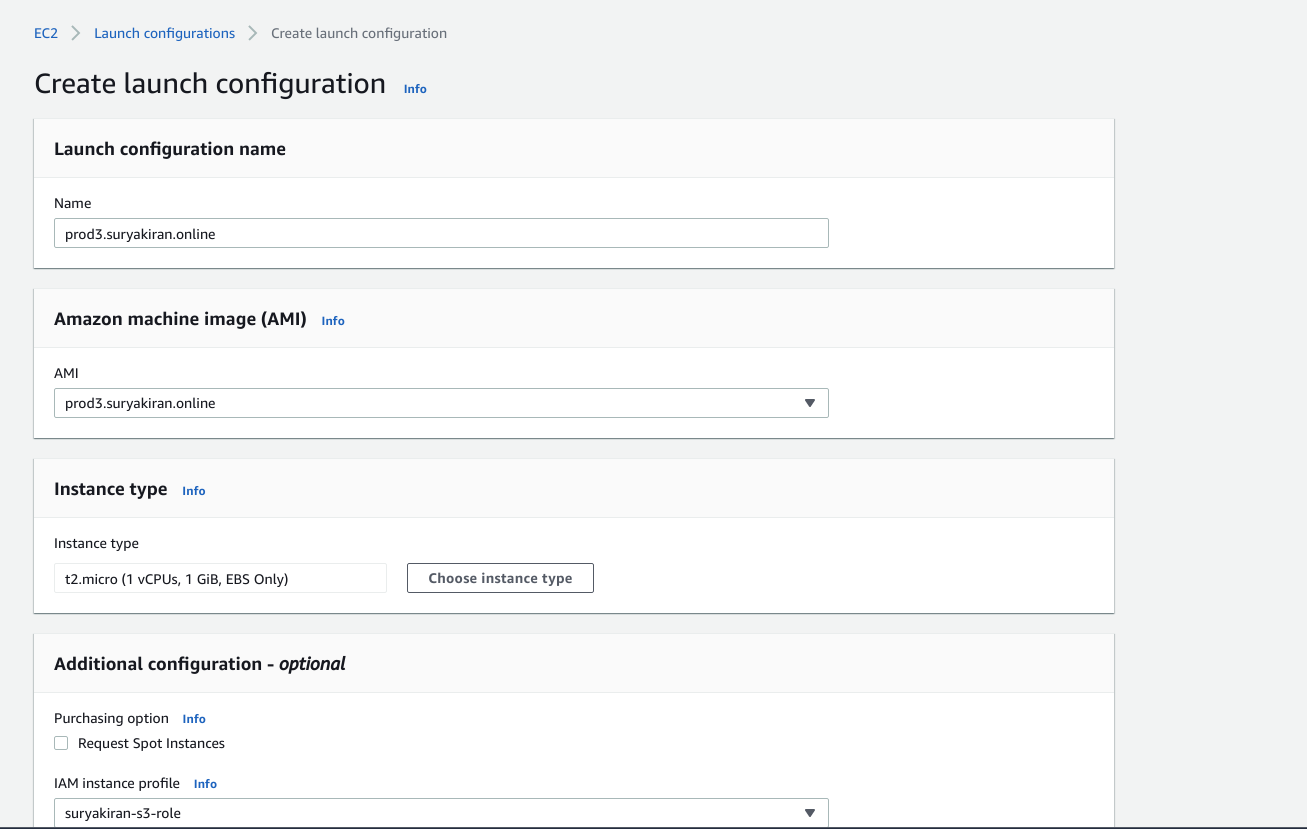 EC2 > Launch configurations > Create launch configuration
Create launch configuration Info
Launch configuration name
Name
prod3.suryakiran.online
Amazon machine image (AMI) Info
AMI
prod3.suryakiran.online
Instance type Info
Instance type
t2.micro (1 vCPUs, 1 GiB, EBS Only) Choose instance type
Additional configuration - optional
Purchasing option Info
Request Spot Instances
IAM instance profile Info
suryakiran-s3-role